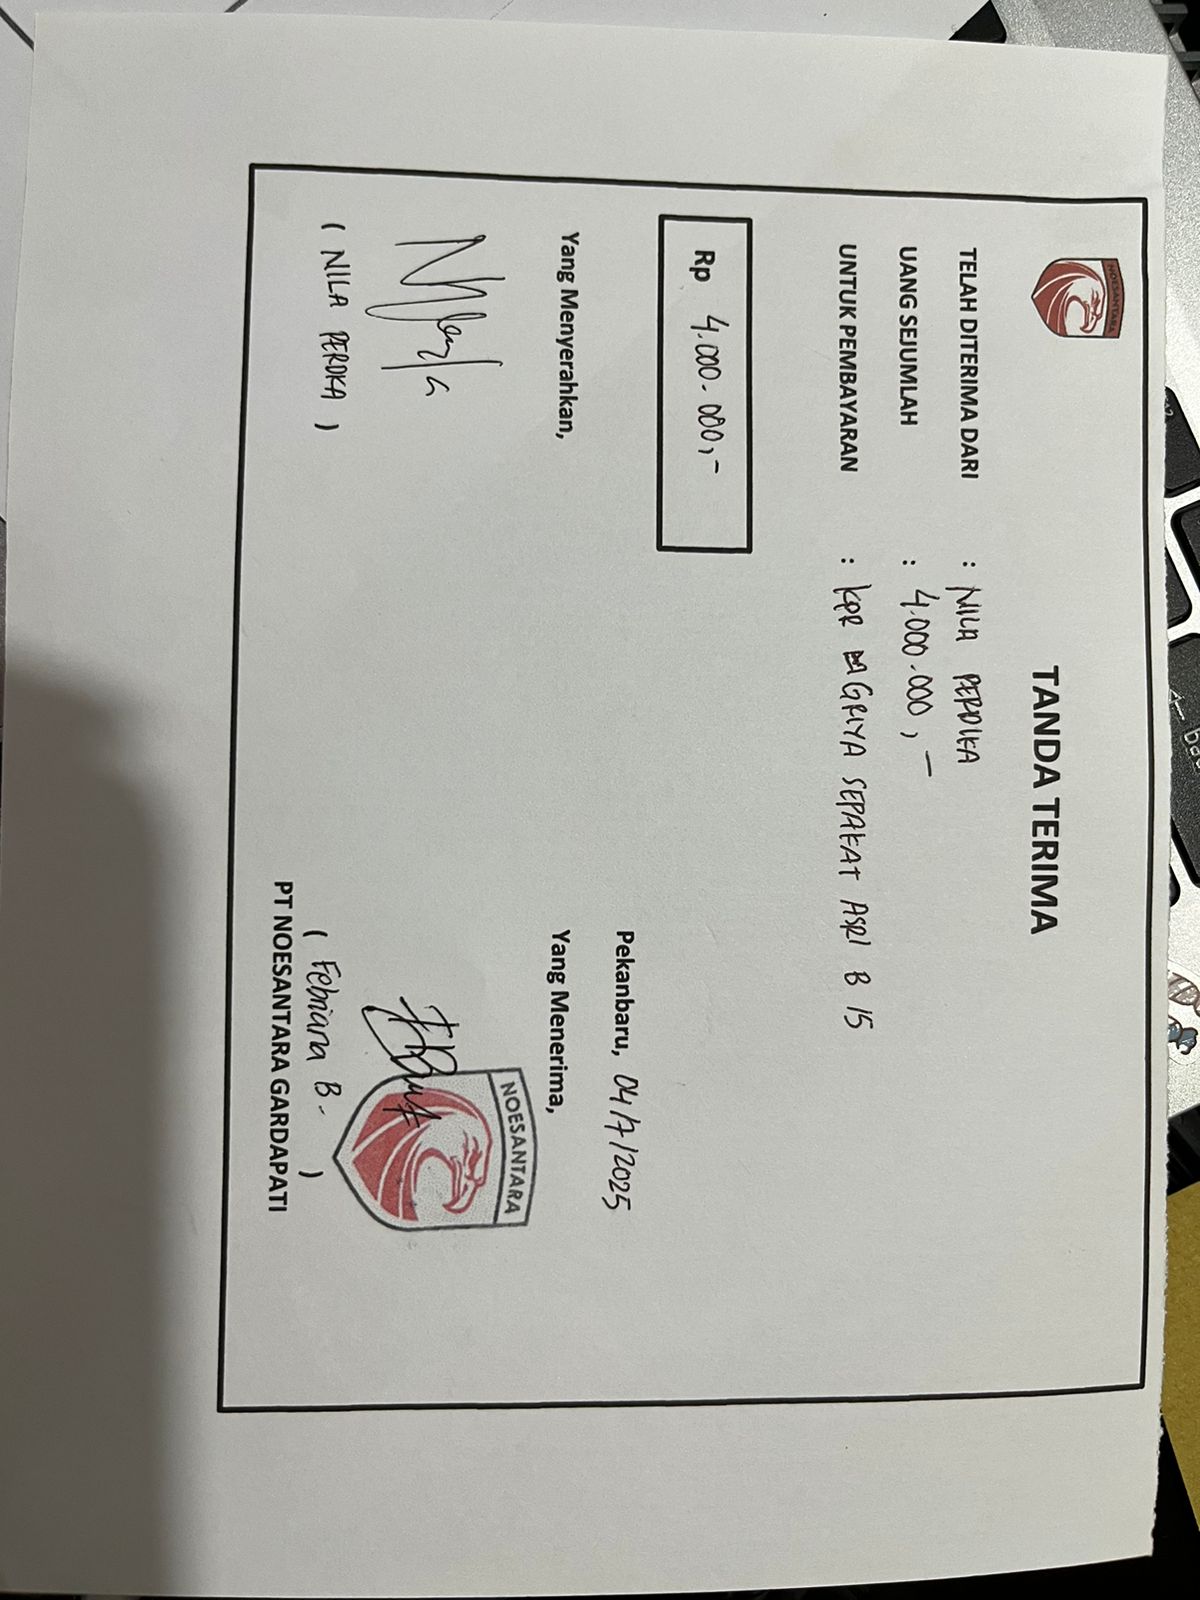 NOESANTARA
TANDA TERIMA
TELAH DITERIMA DARI : NILA PERDIKA
UANG SEJUMLAH : 4.000.000,-
UNTUK PEMBAYARAN : KPR GRIYA SEPAKAT ASRI B 15
Rp 4.000.000,-
Pekanbaru, 04/7/2025
Yang Menyerahkan,
Yang Menerima,
NOESANTARA
( NILA PERDIKA )
( Febriana B. )
PT NOESANTARA GARDAPATI